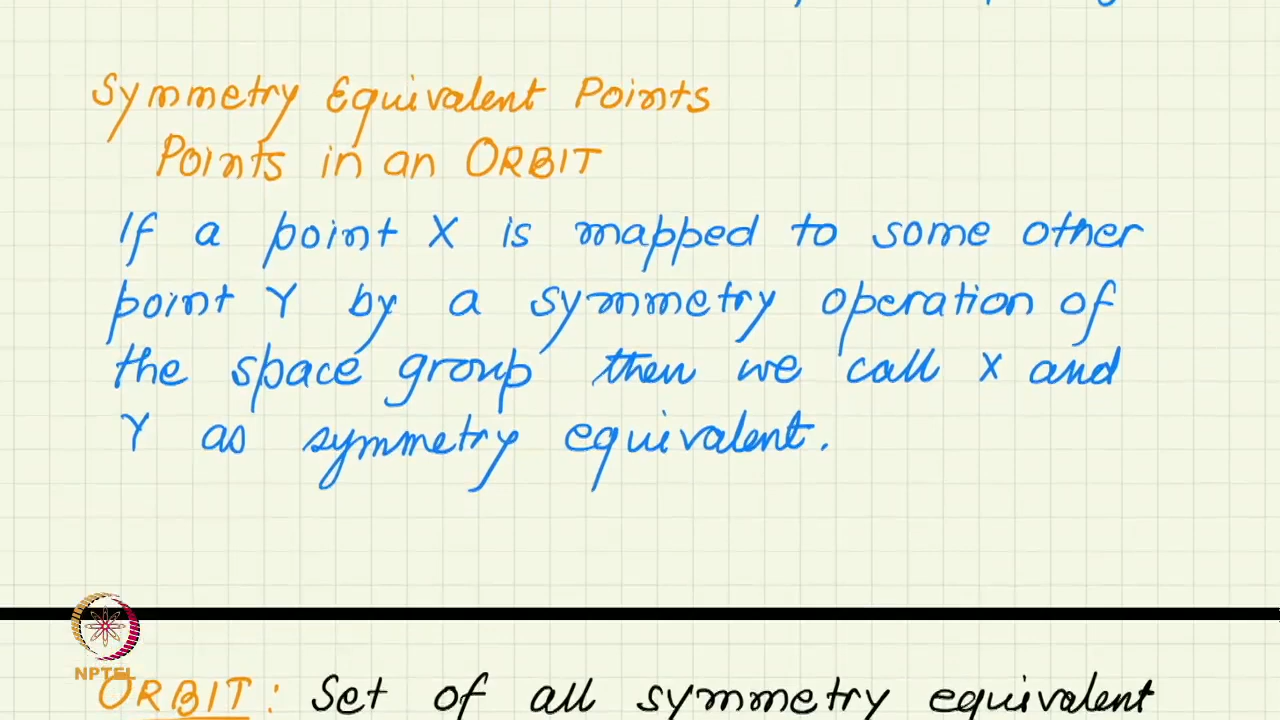 Symmetry Equivalent Points
Points in an ORBIT
If a point X is mapped to some other
point Y by a symmetry operation of
the space group then we call X and
Y as symmetry equivalent.
NPTEL
ORBIT: Set of all symmetry equivalent